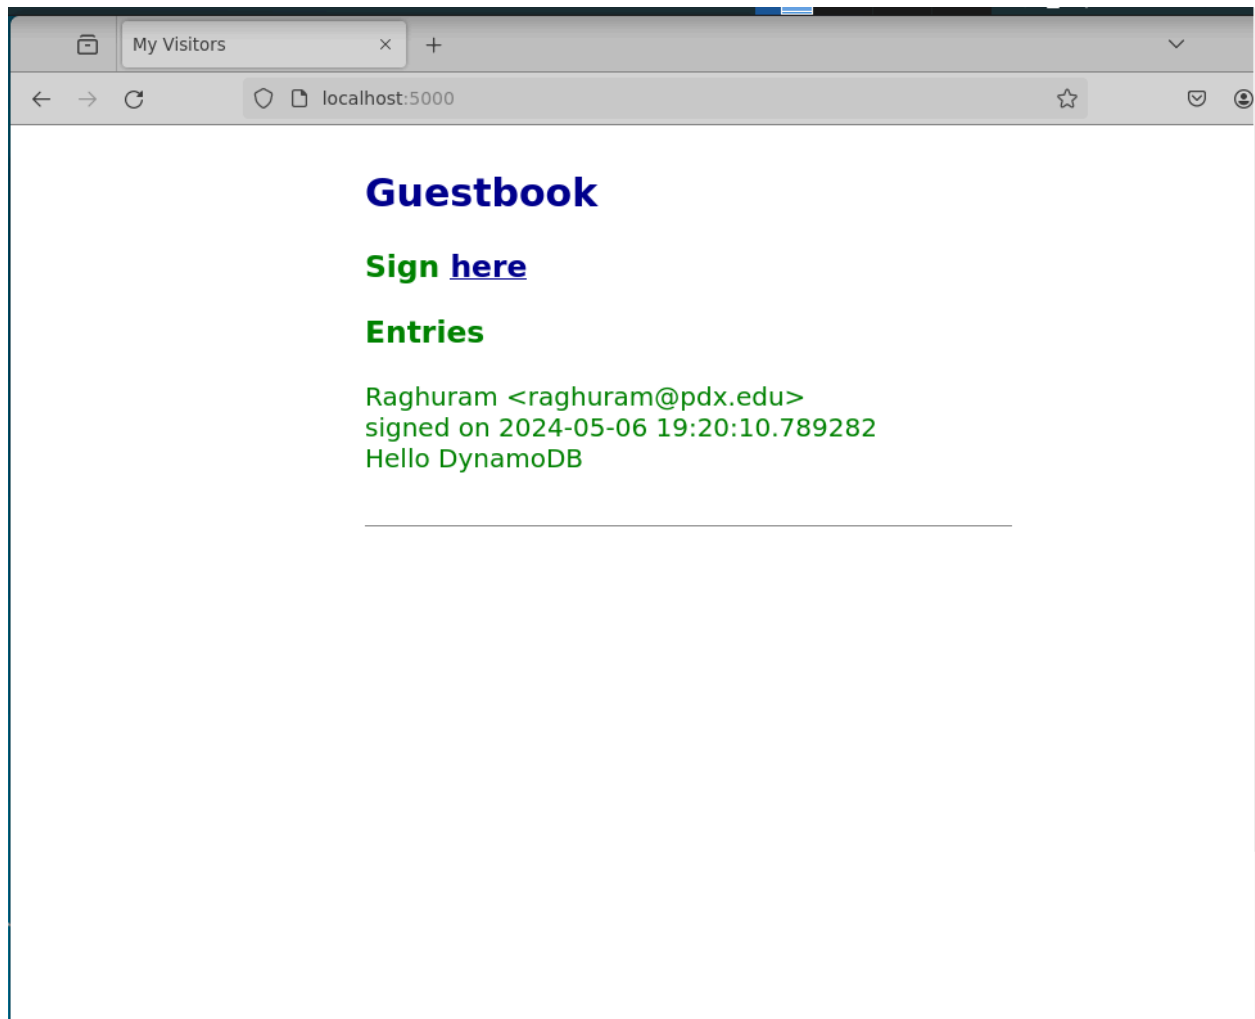 My Visitors
localhost:5000
Guestbook
Sign here
Entries
Raghuram <raghuram@pdx.edu>
signed on 2024-05-06 19:20:10.789282
Hello DynamoDB